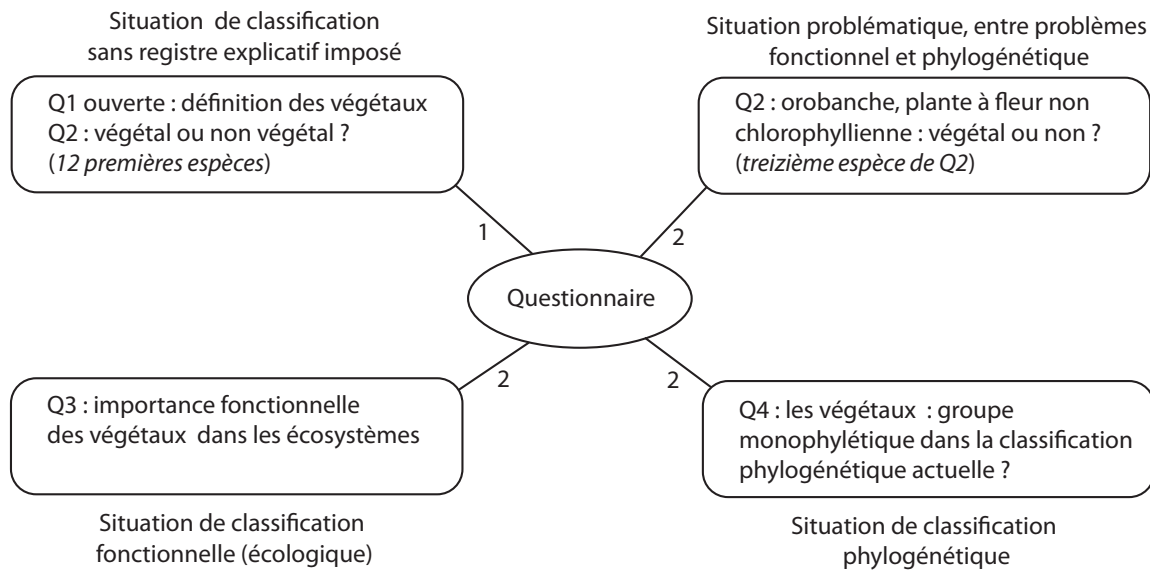 Situation de classification
sans registre explicatif imposé
Q1 ouverte : définition des végétaux
Q2 : végétal ou non végétal ?
(12 premières espèces)
Situation problématique, entre problèmes
fonctionnel et phylogénétique
Q2 : orobanche, plante à fleur non
chlorophyllienne : végétal ou non ?
(treizième espèce de Q2)
1
2
Questionnaire
2
2
Q3 : importance fonctionnelle
des végétaux dans les écosystèmes
Situation de classification
fonctionnelle (écologique)
Q4 : les végétaux : groupe
monophylétique dans la classification
phylogénétique actuelle ?
Situation de classification
phylogénétique